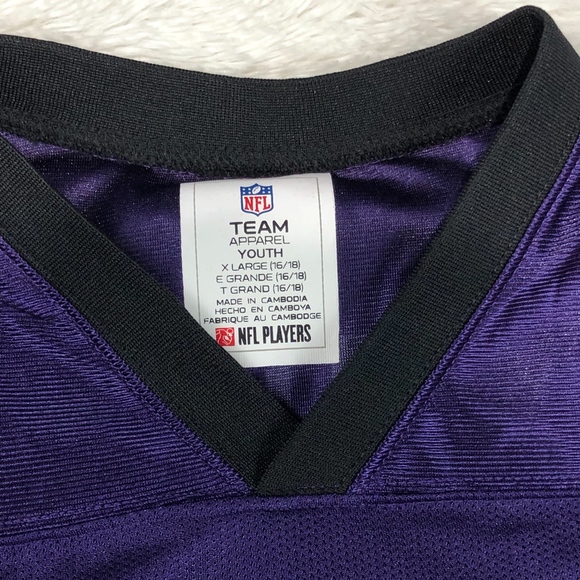 NFL
TEAM
APPAREL
YOUTH
X LARGE (16/18)
E GRANDE (16/18)
T GRAND (16/18)
MADE IN CAMBODIA
HECHO EN CAMBOYA
FABRIQUE AU CAMBODGE
NFL PLAYERS